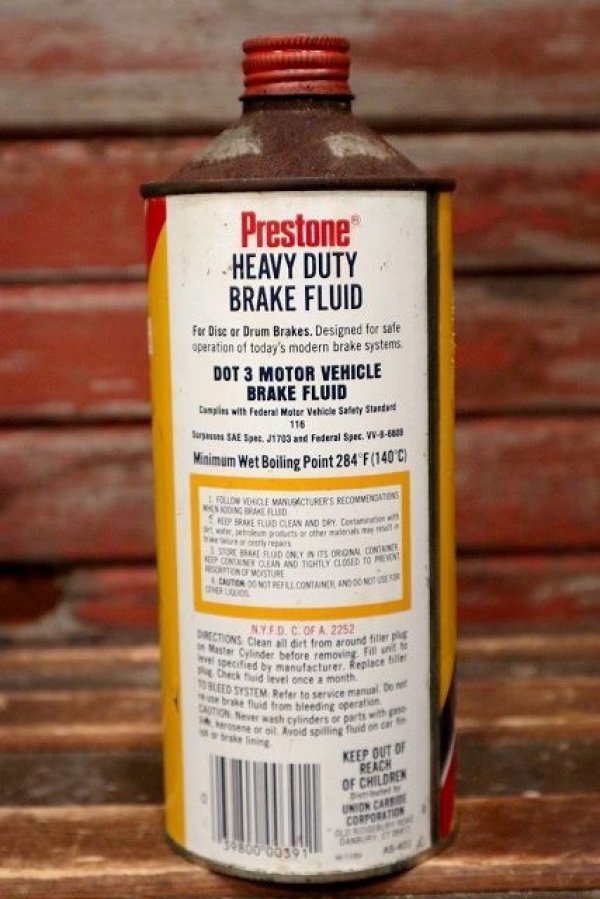 Prestone®
HEAVY DUTY
BRAKE FLUID
For Disc or Drum Brakes. Designed for safe
operation of today's modern brake systems.
DOT 3 MOTOR VEHICLE
BRAKE FLUID
Complies with Federal Motor Vehicle Safety Standard
116
Surpasses SAE Spec. J1703 and Federal Spec. VV-B-680B
Minimum Wet Boiling Point 284°F (140°C)
1. FOLLOW VEHICLE MANUFACTURER'S RECOMMENDATIONS
WHEN ADDING BRAKE FLUID.
2. KEEP BRAKE FLUID CLEAN AND DRY. Contamination with
dirt, water, petroleum products or other materials may result in
brake failure or costly repairs.
3. STORE BRAKE FLUID ONLY IN ITS ORIGINAL CONTAINER.
KEEP CONTAINER CLEAN AND TIGHTLY CLOSED TO PREVENT
ABSORPTION OF MOISTURE.
4. CAUTION: DO NOT REFILL CONTAINER, AND DO NOT USE FOR
OTHER LIQUIDS.
N.Y.F.D. C. OF A. 2252
DIRECTIONS: Clean all dirt from around filler plug
on Master Cylinder before removing. Fill unit to
level specified by manufacturer. Replace filler
plug. Check fluid level once a month.
TO BLEED SYSTEM: Refer to service manual. Do not
re-use brake fluid from bleeding operation.
CAUTION: Never wash cylinders or parts with gaso-
kerosene or oil. Avoid spilling fluid on car fin-
ish or brake lining.
KEEP OUT OF
REACH
OF CHILDREN
Distributed by
UNION CARBIDE
CORPORATION
OLD RIDGEBURY ROAD
DANBURY, CT
0
39800 00391